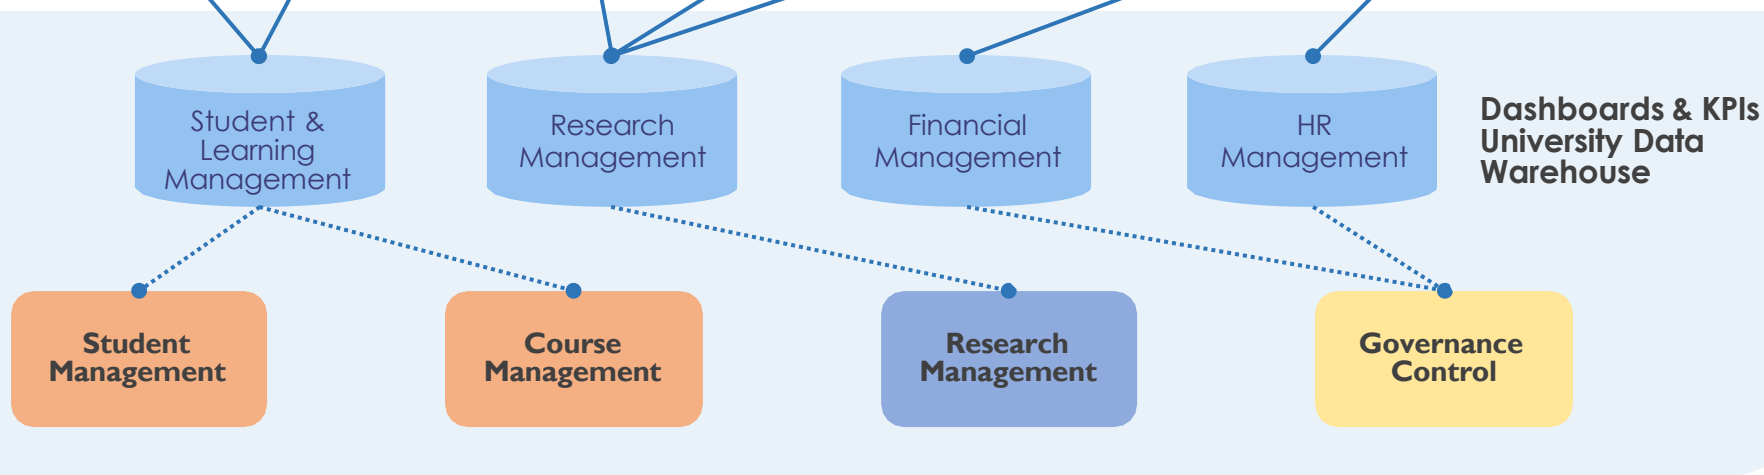 Student &
Learning
Management
Research
Management
Financial
Management
HR
Management
Dashboards & KPIs
University Data
Warehouse
Student
Management
Course
Management
Research
Management
Governance
Control